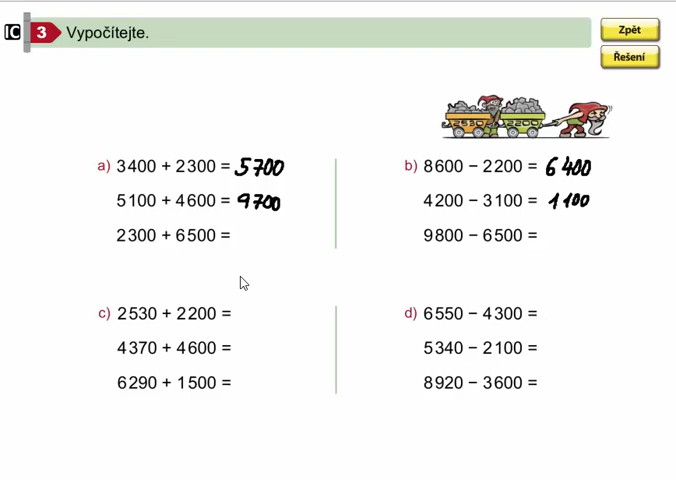 IC 3 Vypočítejte.
Zpět
Řešení
a) 3400 + 2300 = 5700
5100 + 4600 = 9700
2300 + 6500 =
b) 8600 − 2200 = 6400
4200 − 3100 = 1100
9800 − 6500 =
c) 2530 + 2200 =
4370 + 4600 =
6290 + 1500 =
d) 6550 − 4300 =
5340 − 2100 =
8920 − 3600 =